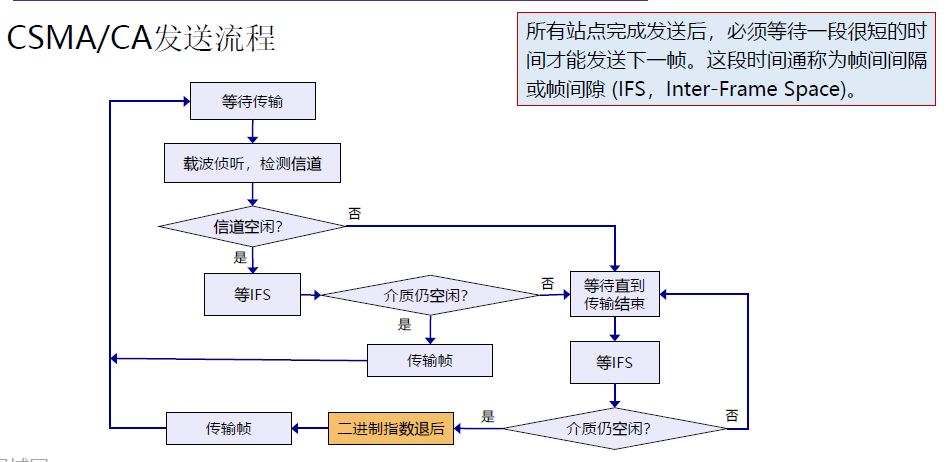 CSMA/CA发送流程
所有站点完成发送后，必须等待一段很短的时
间才能发送下一帧。这段时间通称为帧间间隔
或帧间隙 (IFS，Inter-Frame Space)。
等待传输
载波侦听，检测信道
信道空闲？
否
是
等IFS
介质仍空闲？
否
是
传输帧
等待直到
传输结束
等IFS
介质仍空闲？
否
是
二进制指数退后
传输帧